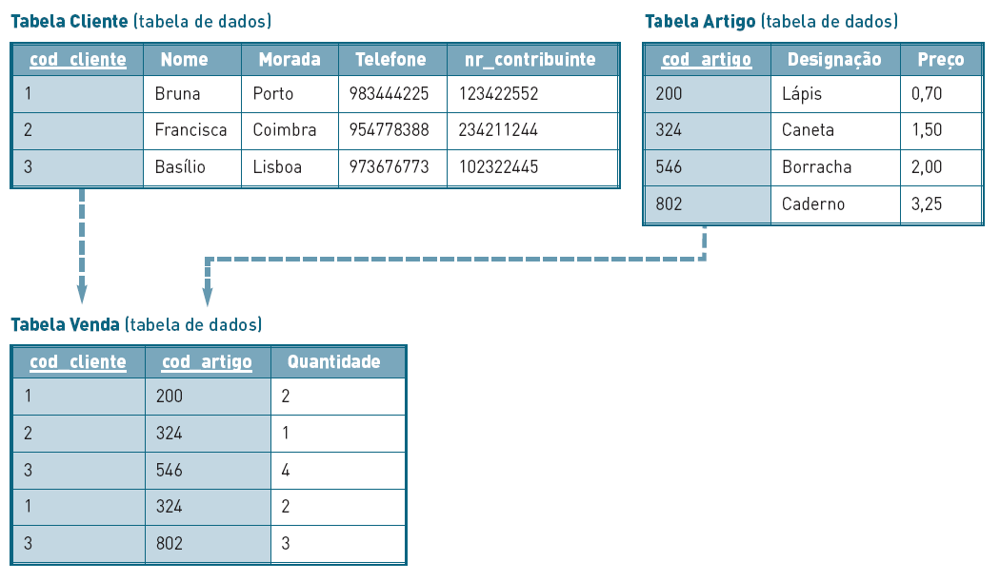 Tabela Cliente (tabela de dados)
cod_cliente Nome Morada Telefone nr_contribuinte
1 Bruna Porto 983444225 123422552
2 Francisca Coimbra 954778388 234211244
3 Basílio Lisboa 973676773 102322445
Tabela Artigo (tabela de dados)
cod_artigo Designação Preço
200 Lápis 0,70
324 Caneta 1,50
546 Borracha 2,00
802 Caderno 3,25
Tabela Venda (tabela de dados)
cod_cliente cod_artigo Quantidade
1 200 2
2 324 1
3 546 4
1 324 2
3 802 3